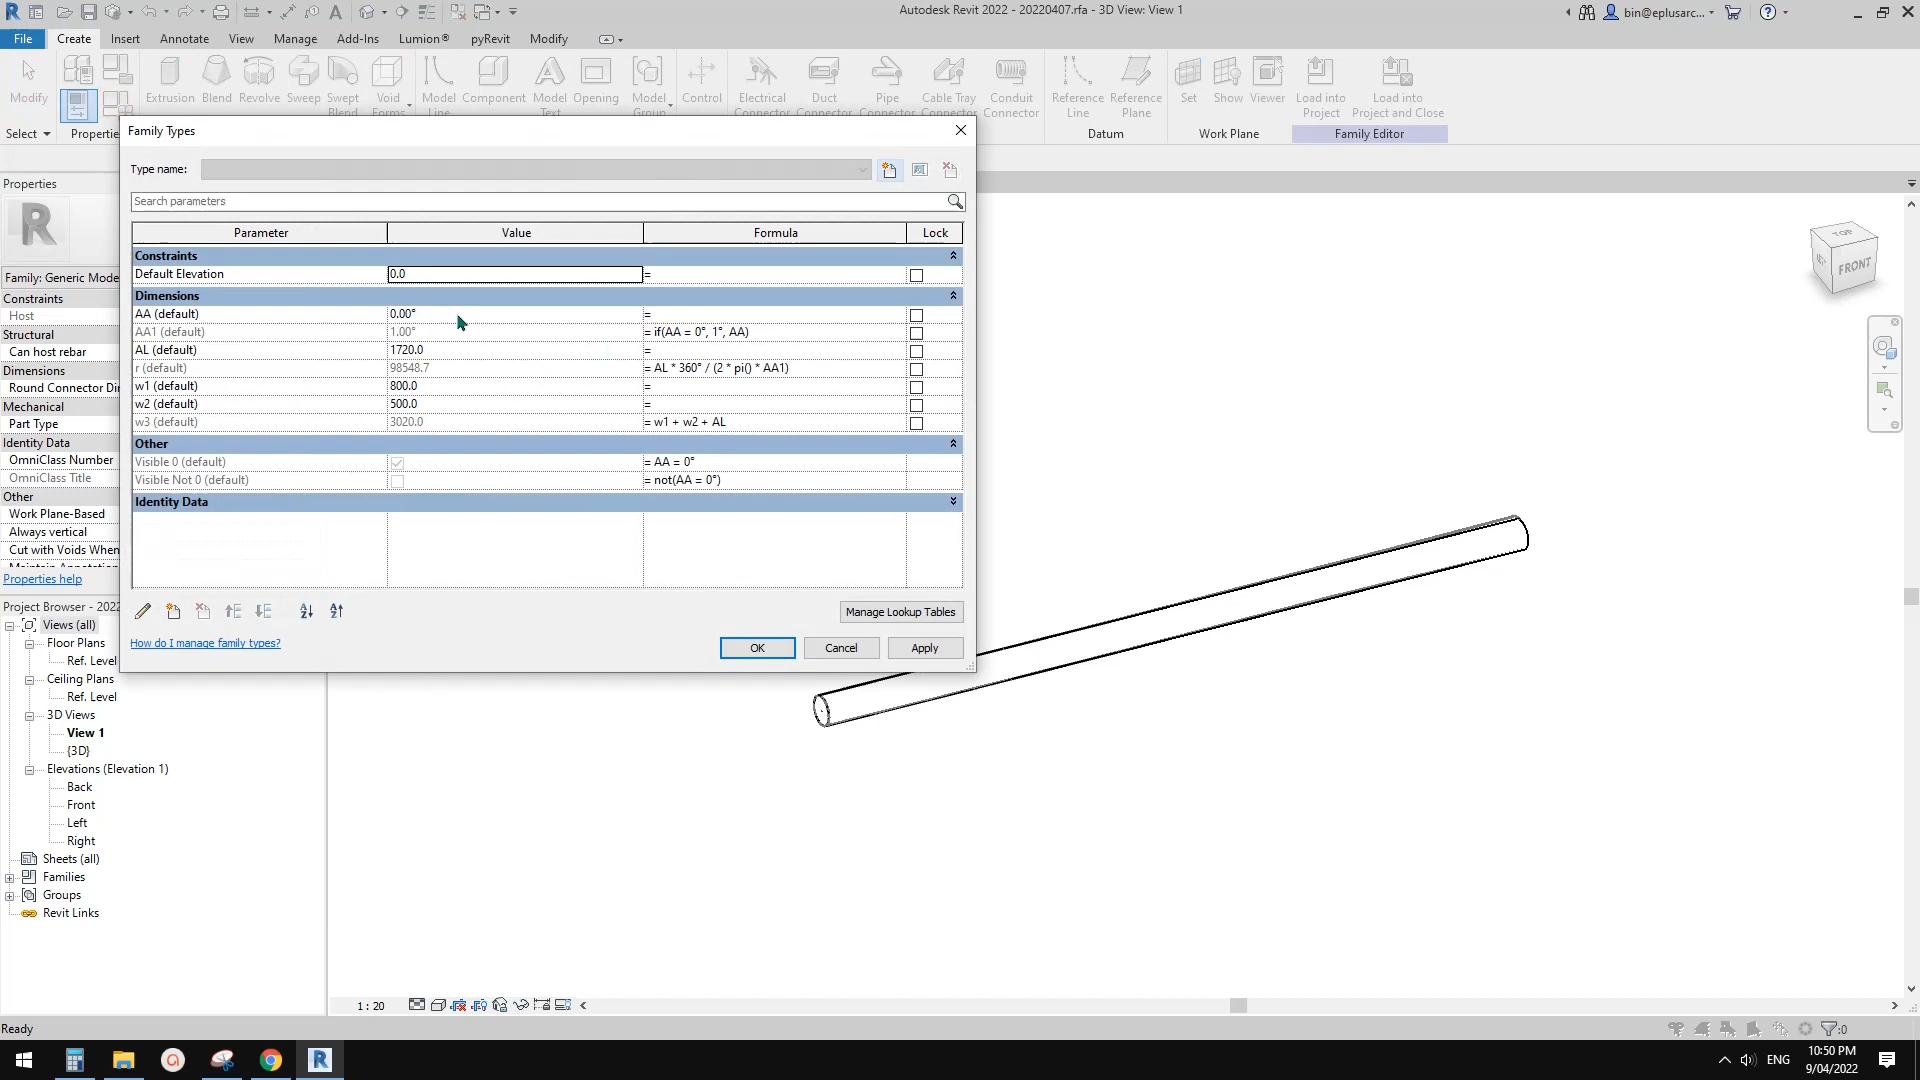 Autodesk Revit 2022 - 20220407.rfa - 3D View: View 1
bin@eplusarc...
File Create Insert Annotate View Manage Add-Ins Lumion® pyRevit Modify
Modify Extrusion Blend Revolve Sweep Swept Blend Void Forms Model Line Component Model Text Opening Model Group Control Electrical Connector Duct Connector Pipe Connector Cable Tray Connector Conduit Connector Reference Line Reference Plane Set Show Viewer Load into Project Load into Project and Close
Select Properties Datum Work Plane Family Editor
Family Types
Type name:
Search parameters
Parameter Value Formula Lock
Constraints
Default Elevation 0.0 =
Dimensions
AA (default) 0.00° =
AA1 (default) 1.00° = if(AA = 0°, 1°, AA)
AL (default) 1720.0 =
r (default) 98548.7 = AL * 360° / (2 * pi() * AA1)
w1 (default) 800.0 =
w2 (default) 500.0 =
w3 (default) 3020.0 = w1 + w2 + AL
Other
Visible 0 (default) = AA = 0°
Visible Not 0 (default) = not(AA = 0°)
Identity Data
Manage Lookup Tables
How do I manage family types?
OK Cancel Apply
Properties
Family: Generic Mode
Constraints
Host
Structural
Can host rebar
Dimensions
Round Connector Di
Mechanical
Part Type
Identity Data
OmniClass Number
OmniClass Title
Other
Work Plane-Based
Always vertical
Cut with Voids When
Maintain Annotation
Properties help
Project Browser - 2022
Views (all)
Floor Plans
Ref. Level
Ceiling Plans
Ref. Level
3D Views
View 1
{3D}
Elevations (Elevation 1)
Back
Front
Left
Right
Sheets (all)
Families
Groups
Revit Links
TOP
FRONT
1 : 20
Ready
:0
ENG
10:50 PM
9/04/2022